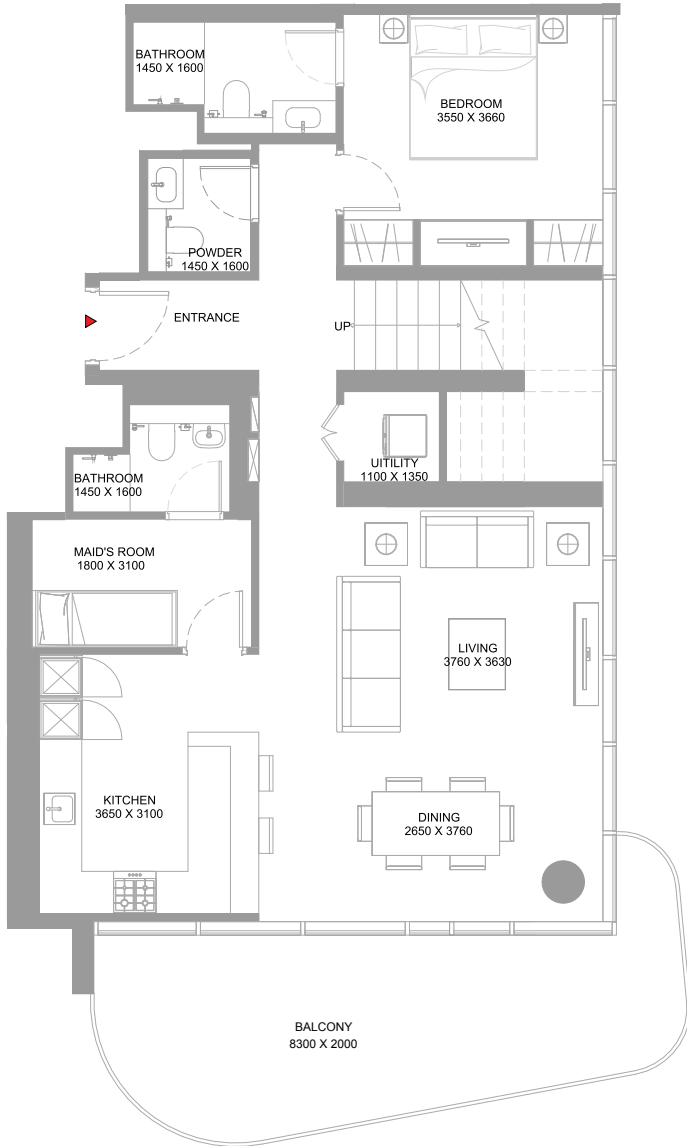 BATHROOM
1450 X 1600
BEDROOM
3550 X 3660
POWDER
1450 X 1600
ENTRANCE
UP
UITILITY
1100 X 1350
BATHROOM
1450 X 1600
MAID'S ROOM
1800 X 3100
LIVING
3760 X 3630
KITCHEN
3650 X 3100
DINING
2650 X 3760
BALCONY
8300 X 2000